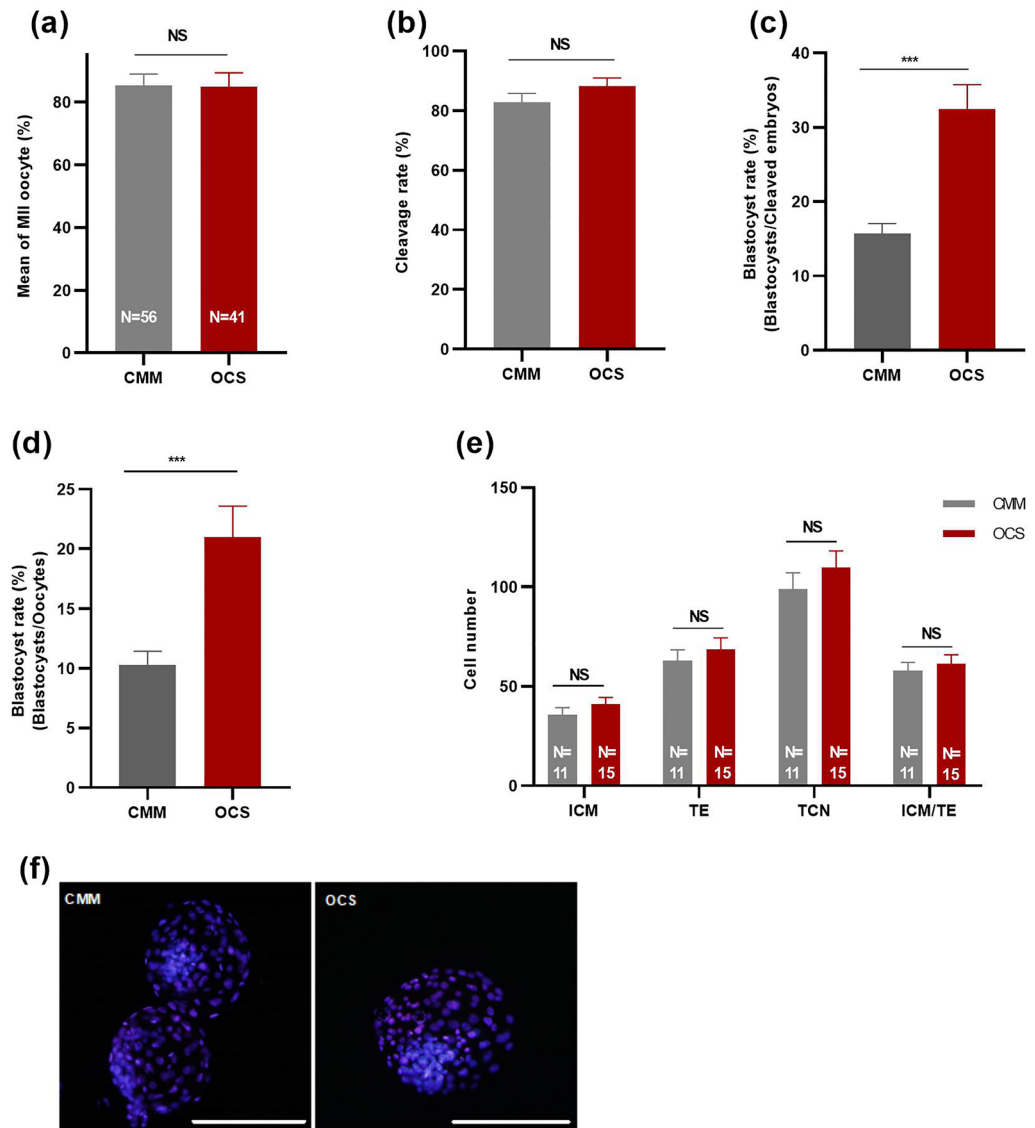 (a)
NS
Mean of MII oocyte (%)
80
60
40
20
0
N=56
N=41
CMM
OCS
(b)
NS
Cleavage rate (%)
100
80
60
40
20
0
CMM
OCS
(c)
***
Blastocyst rate (%)
(Blastocysts/Cleaved embryos)
40
30
20
10
0
CMM
OCS
(d)
***
Blastocyst rate (%)
(Blastocysts/Oocytes)
25
20
15
10
5
0
CMM
OCS
(e)
Cell number
150
100
50
0
CMM
OCS
NS
NS
NS
NS
N=
11
N=
15
N=
11
N=
15
N=
11
N=
15
N=
11
N=
15
ICM
TE
TCN
ICM/TE
(f)
CMM
OCS